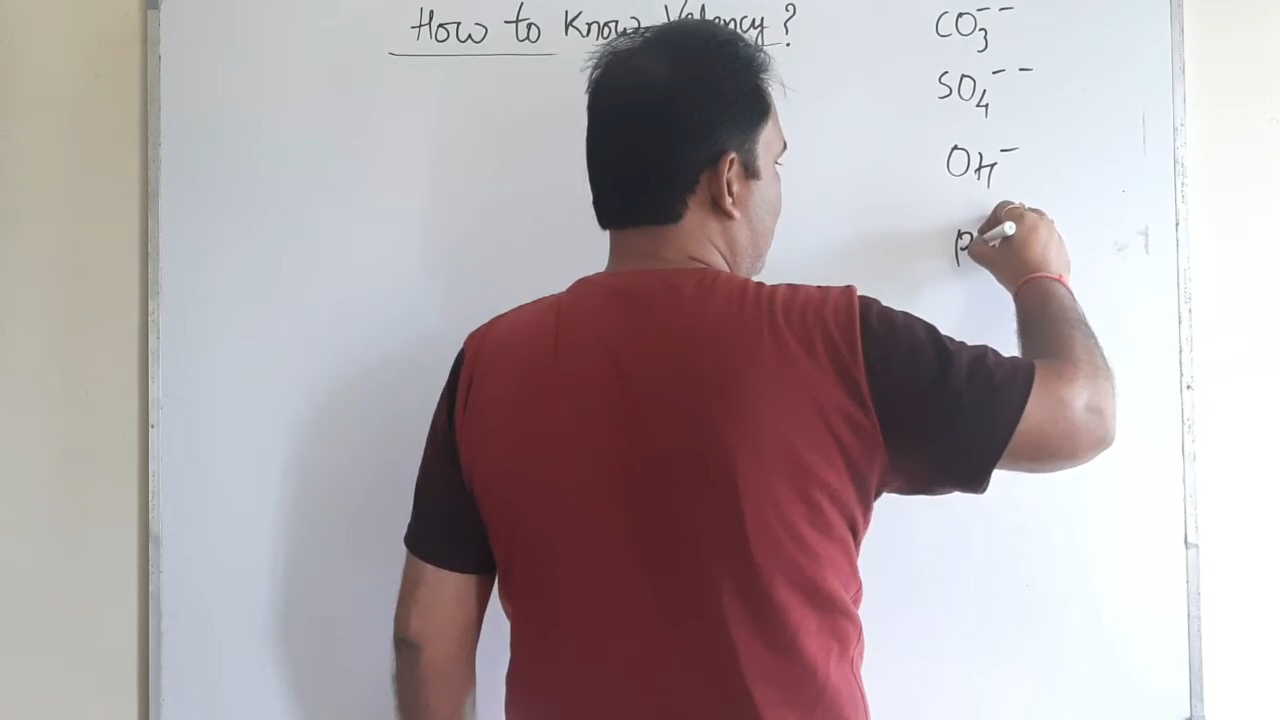 How to Know Valency?
CO₃⁻⁻
SO₄⁻⁻
OH⁻
P